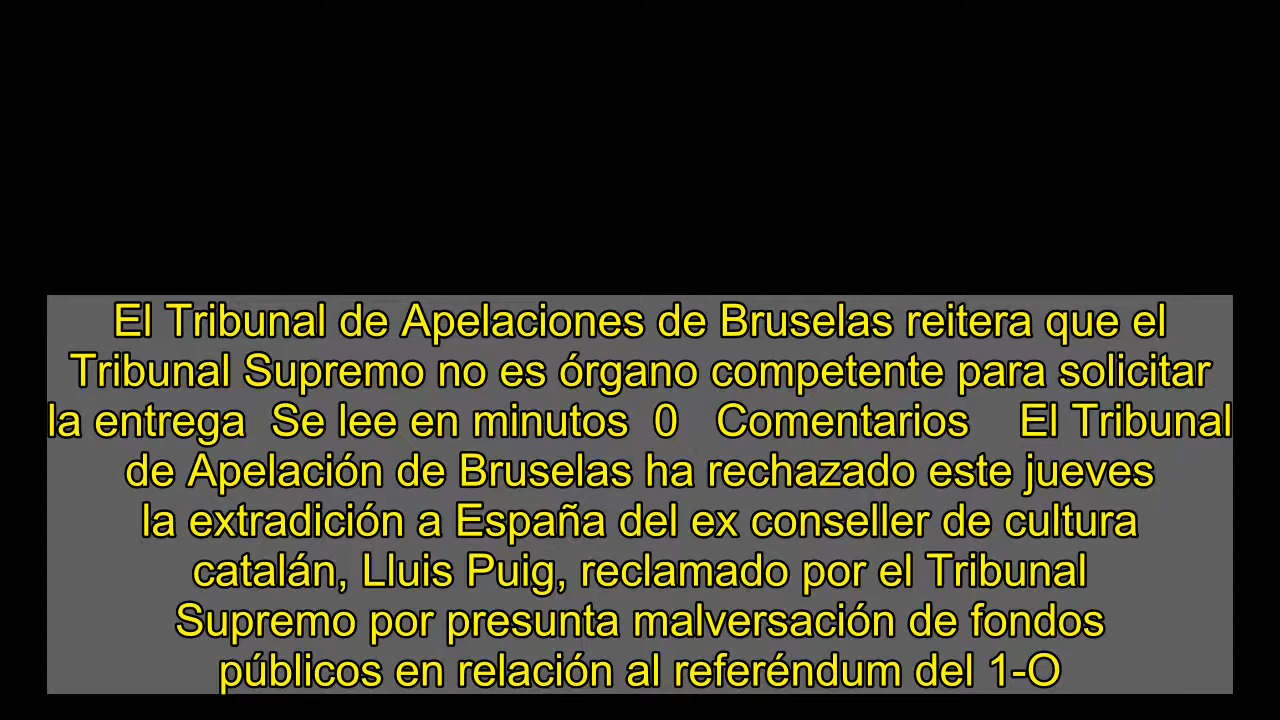 El Tribunal de Apelaciones de Bruselas reitera que el
Tribunal Supremo no es órgano competente para solicitar
la entrega  Se lee en minutos  0   Comentarios    El Tribunal
de Apelación de Bruselas ha rechazado este jueves
la extradición a España del ex conseller de cultura
catalán, Lluis Puig, reclamado por el Tribunal
Supremo por presunta malversación de fondos
públicos en relación al referéndum del 1-O